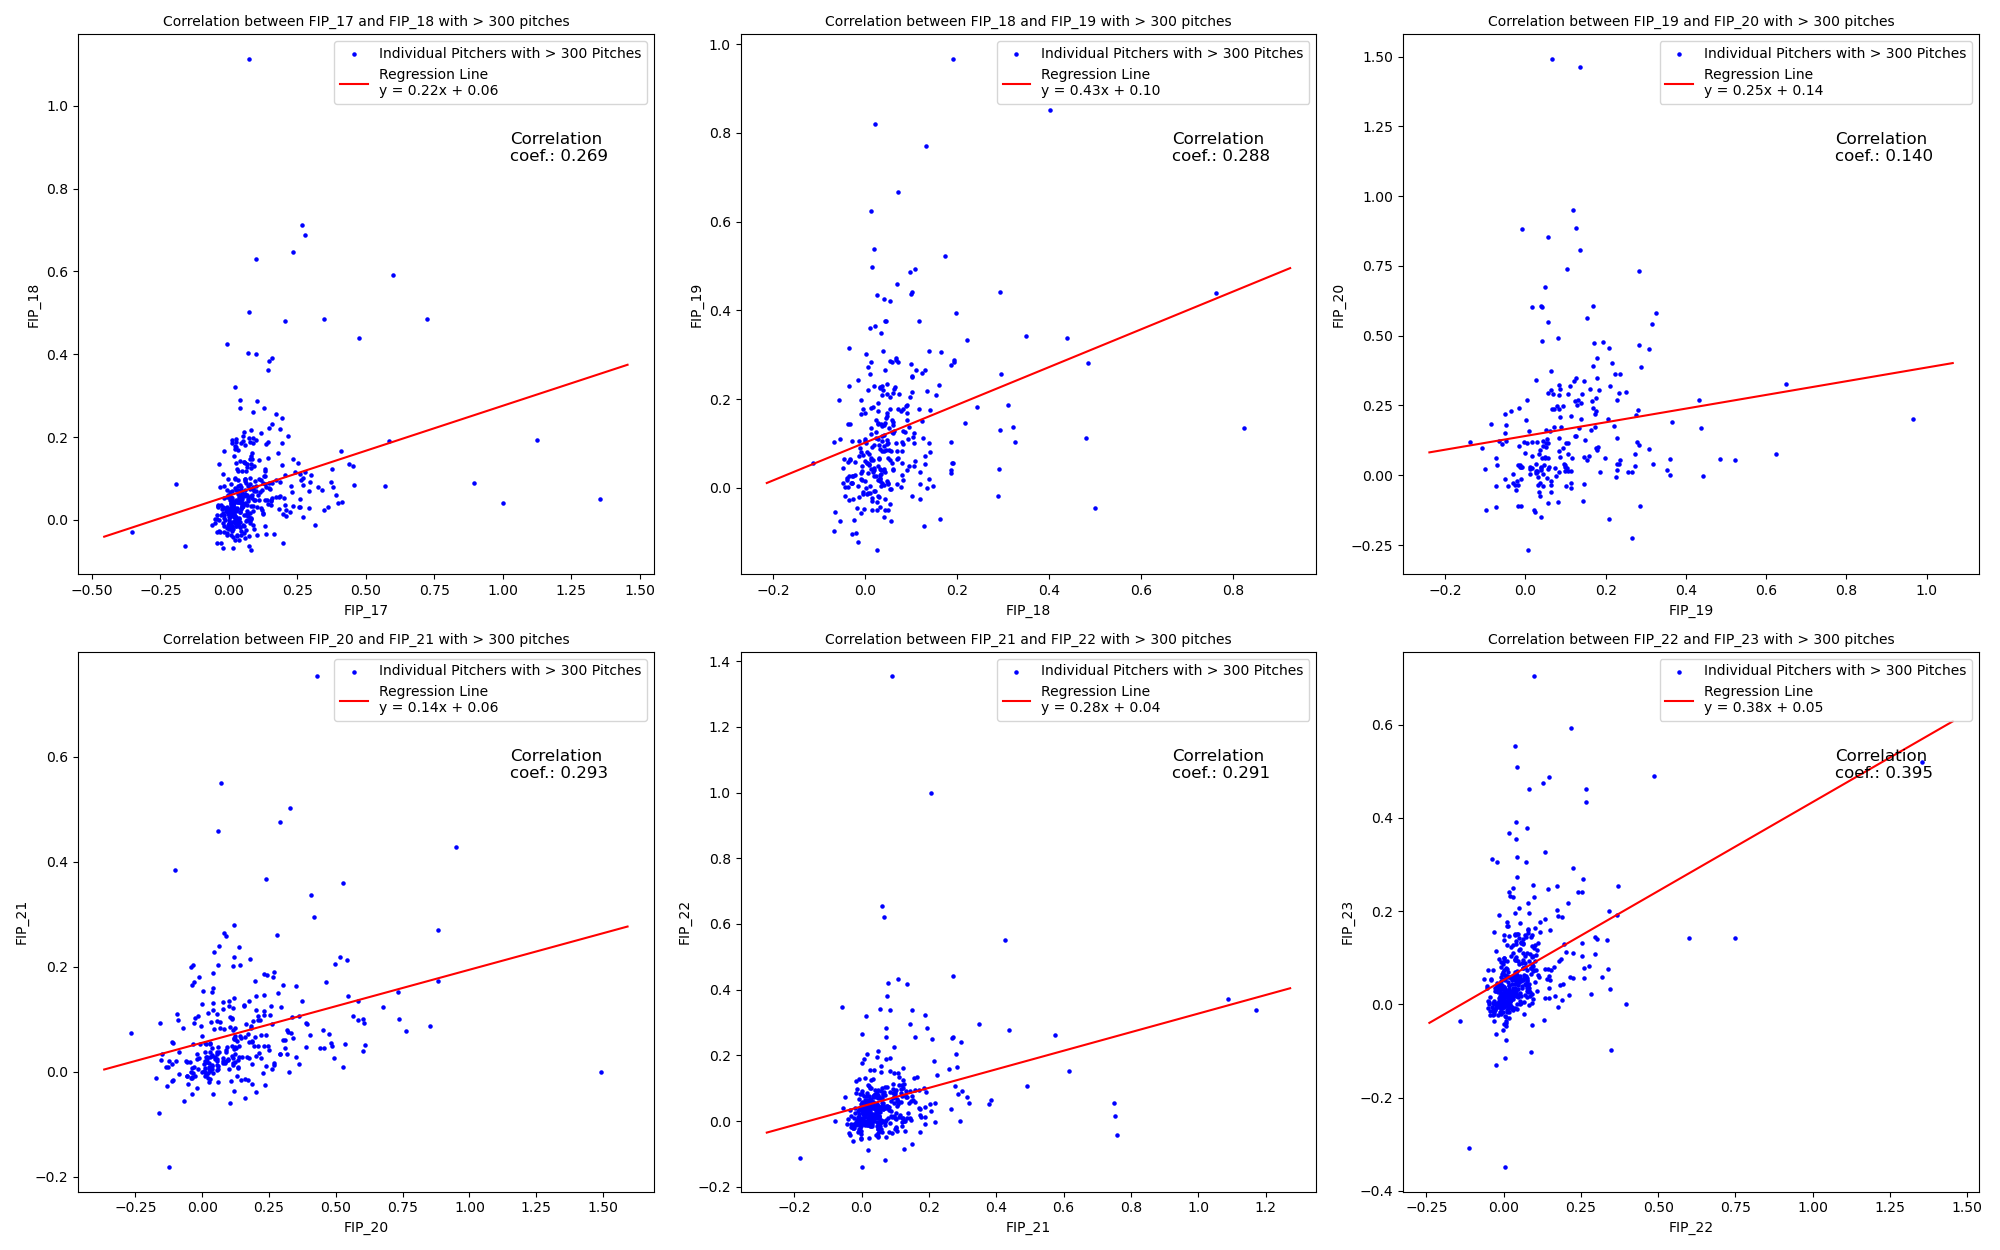 Correlation between FIP_17 and FIP_18 with > 300 pitches
Individual Pitchers with > 300 Pitches
Regression Line
y = 0.22x + 0.06
Correlation
coef.: 0.269
1.0
0.8
0.6
0.4
0.2
0.0
FIP_18
−0.50
−0.25
0.00
0.25
0.50
0.75
1.00
1.25
1.50
FIP_17
Correlation between FIP_18 and FIP_19 with > 300 pitches
Individual Pitchers with > 300 Pitches
Regression Line
y = 0.43x + 0.10
Correlation
coef.: 0.288
1.0
0.8
0.6
0.4
0.2
0.0
FIP_19
−0.2
0.0
0.2
0.4
0.6
0.8
FIP_18
Correlation between FIP_19 and FIP_20 with > 300 pitches
Individual Pitchers with > 300 Pitches
Regression Line
y = 0.25x + 0.14
Correlation
coef.: 0.140
1.50
1.25
1.00
0.75
0.50
0.25
0.00
−0.25
FIP_20
−0.2
0.0
0.2
0.4
0.6
0.8
1.0
FIP_19
Correlation between FIP_20 and FIP_21 with > 300 pitches
Individual Pitchers with > 300 Pitches
Regression Line
y = 0.14x + 0.06
Correlation
coef.: 0.293
0.6
0.4
0.2
0.0
−0.2
FIP_21
−0.25
0.00
0.25
0.50
0.75
1.00
1.25
1.50
FIP_20
Correlation between FIP_21 and FIP_22 with > 300 pitches
Individual Pitchers with > 300 Pitches
Regression Line
y = 0.28x + 0.04
Correlation
coef.: 0.291
1.4
1.2
1.0
0.8
0.6
0.4
0.2
0.0
−0.2
FIP_22
−0.2
0.0
0.2
0.4
0.6
0.8
1.0
1.2
FIP_21
Correlation between FIP_22 and FIP_23 with > 300 pitches
Individual Pitchers with > 300 Pitches
Regression Line
y = 0.38x + 0.05
Correlation
coef.: 0.395
0.6
0.4
0.2
0.0
−0.2
−0.4
FIP_23
−0.25
0.00
0.25
0.50
0.75
1.00
1.25
1.50
FIP_22